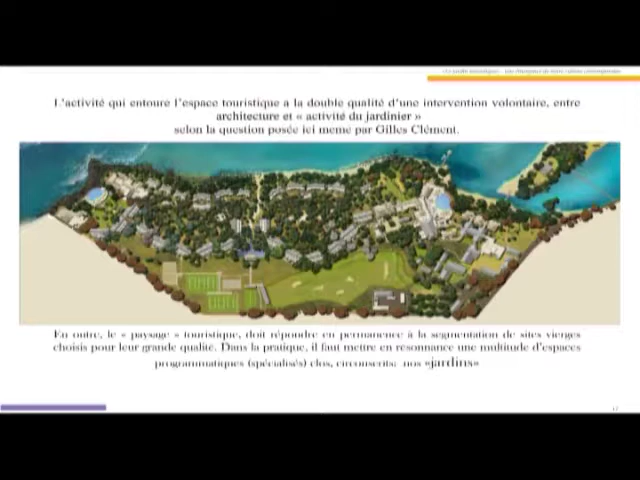 L'activité qui entoure l'espace touristique a la double qualité d'une intervention volontaire, entre
architecture et « activité du jardinier »
selon la question posée ici meme par Gilles Clément.
En outre, le « paysage » touristique, doit répondre en permanence à la segmentation de sites vierges
choisis pour leur grande qualité. Dans la pratique, il faut mettre en résonnance une multitude d'espaces
programmatiques (spécialisés) clos, circonscrits: nos «jardins»